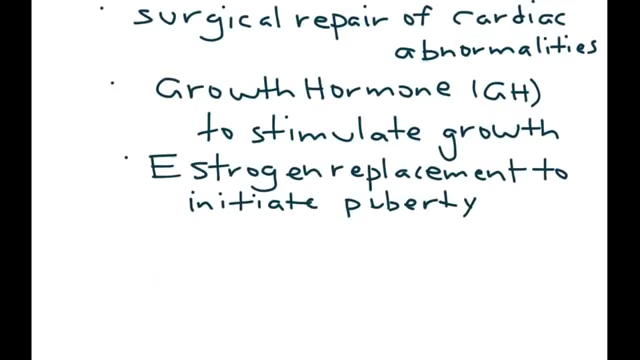 · surgical repair of cardiac
abnormalities
· Growth Hormone (GH)
to stimulate growth
· Estrogen replacement to
initiate puberty